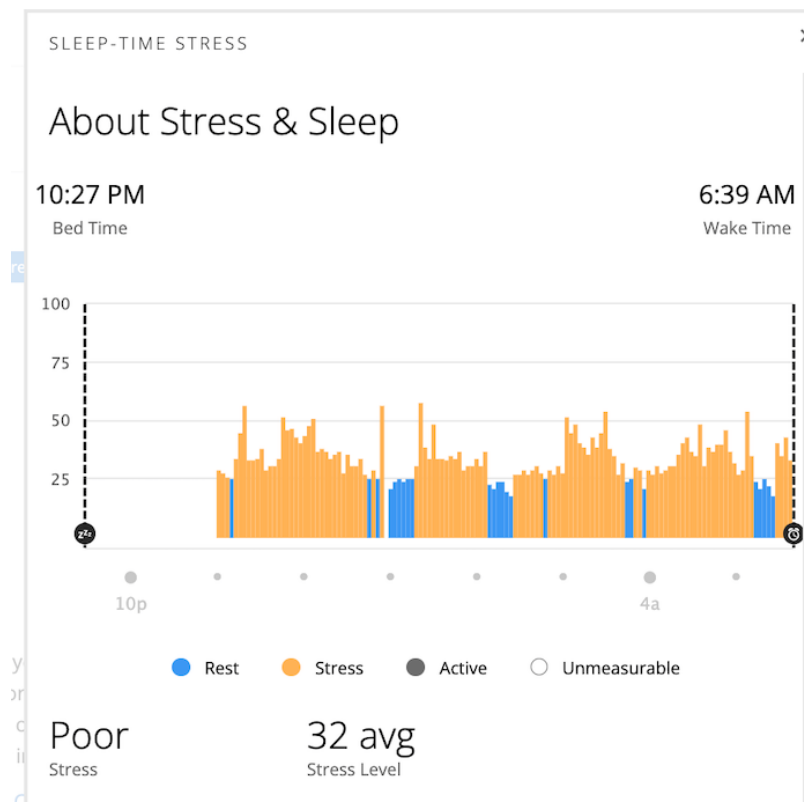 SLEEP-TIME STRESS
About Stress & Sleep
10:27 PM 6:39 AM
Bed Time Wake Time
100
75
50
25
zZz
10p 4a
Rest Stress Active Unmeasurable
Poor 32 avg
Stress Stress Level